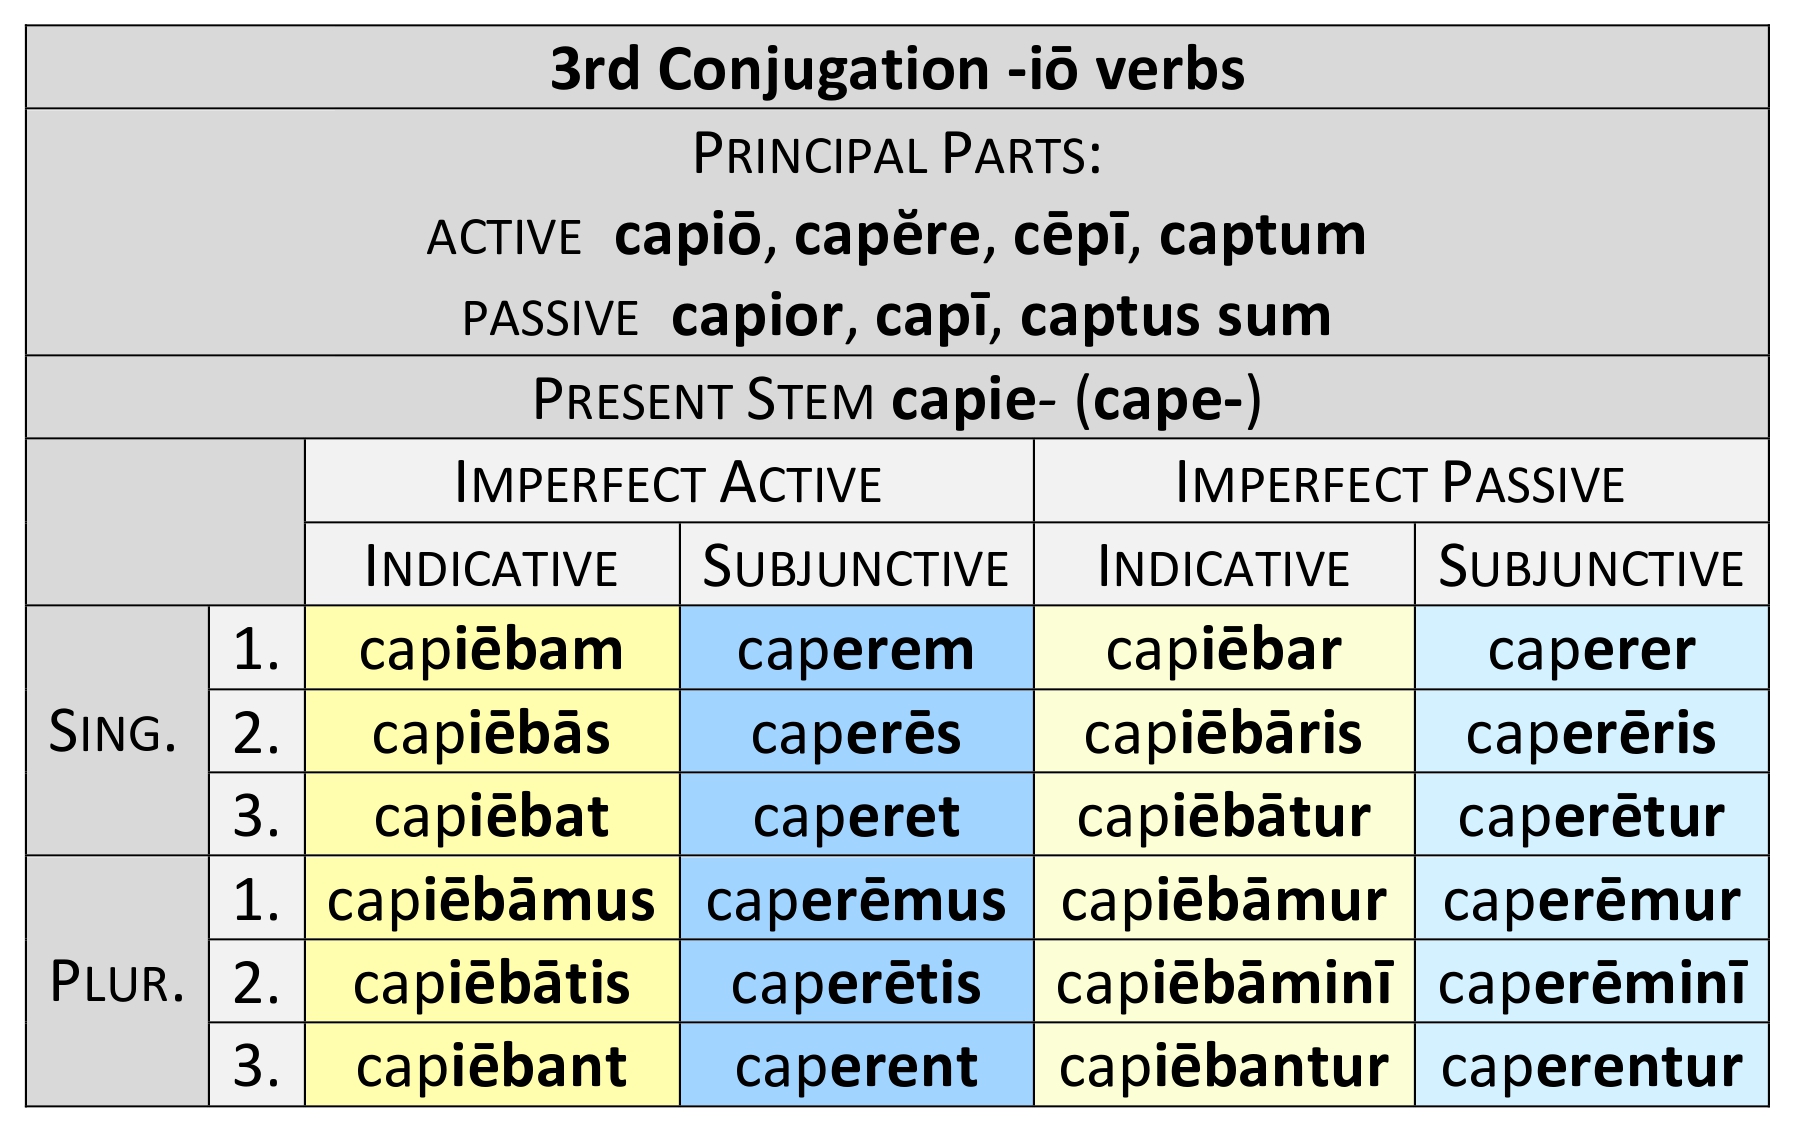 3rd Conjugation -iō verbs
PRINCIPAL PARTS:
ACTIVE capiō, capĕre, cēpī, captum
PASSIVE capior, capī, captus sum
PRESENT STEM capie- (cape-)
IMPERFECT ACTIVE IMPERFECT PASSIVE
INDICATIVE SUBJUNCTIVE INDICATIVE SUBJUNCTIVE
SING.
1. capiēbam caperem capiēbar caperer
2. capiēbās caperēs capiēbāris caperēris
3. capiēbat caperet capiēbātur caperētur
PLUR.
1. capiēbāmus caperēmus capiēbāmur caperēmur
2. capiēbātis caperētis capiēbāminī caperēminī
3. capiēbant caperent capiēbantur caperentur